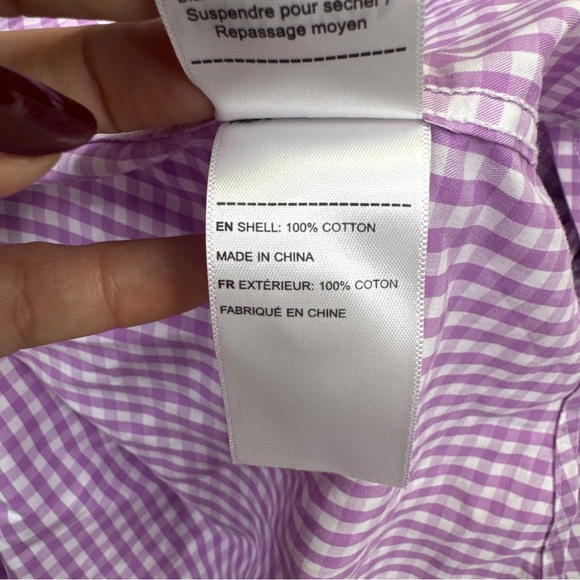 Suspendre pour sécher /
Repassage moyen
EN SHELL: 100% COTTON
MADE IN CHINA
FR EXTÉRIEUR: 100% COTON
FABRIQUÉ EN CHINE